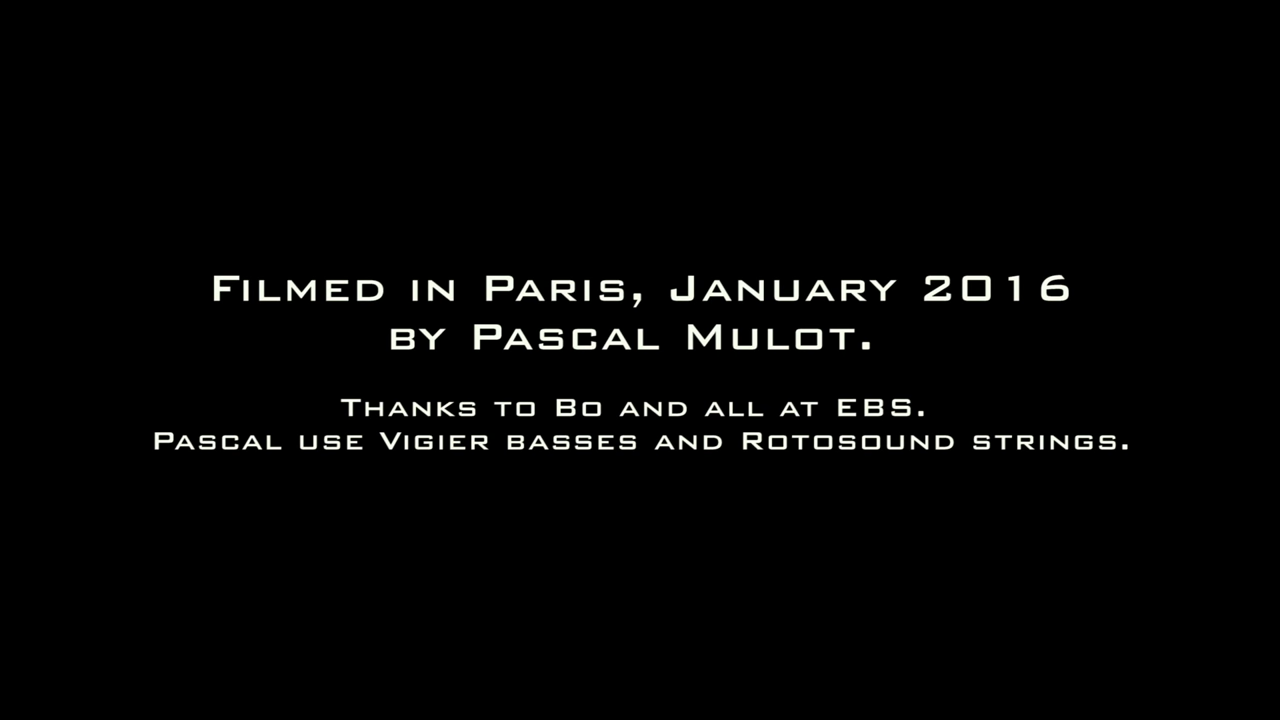 Filmed in Paris, January 2016
by Pascal Mulot.
Thanks to Bo and all at EBS.
Pascal use Vigier basses and Rotosound strings.